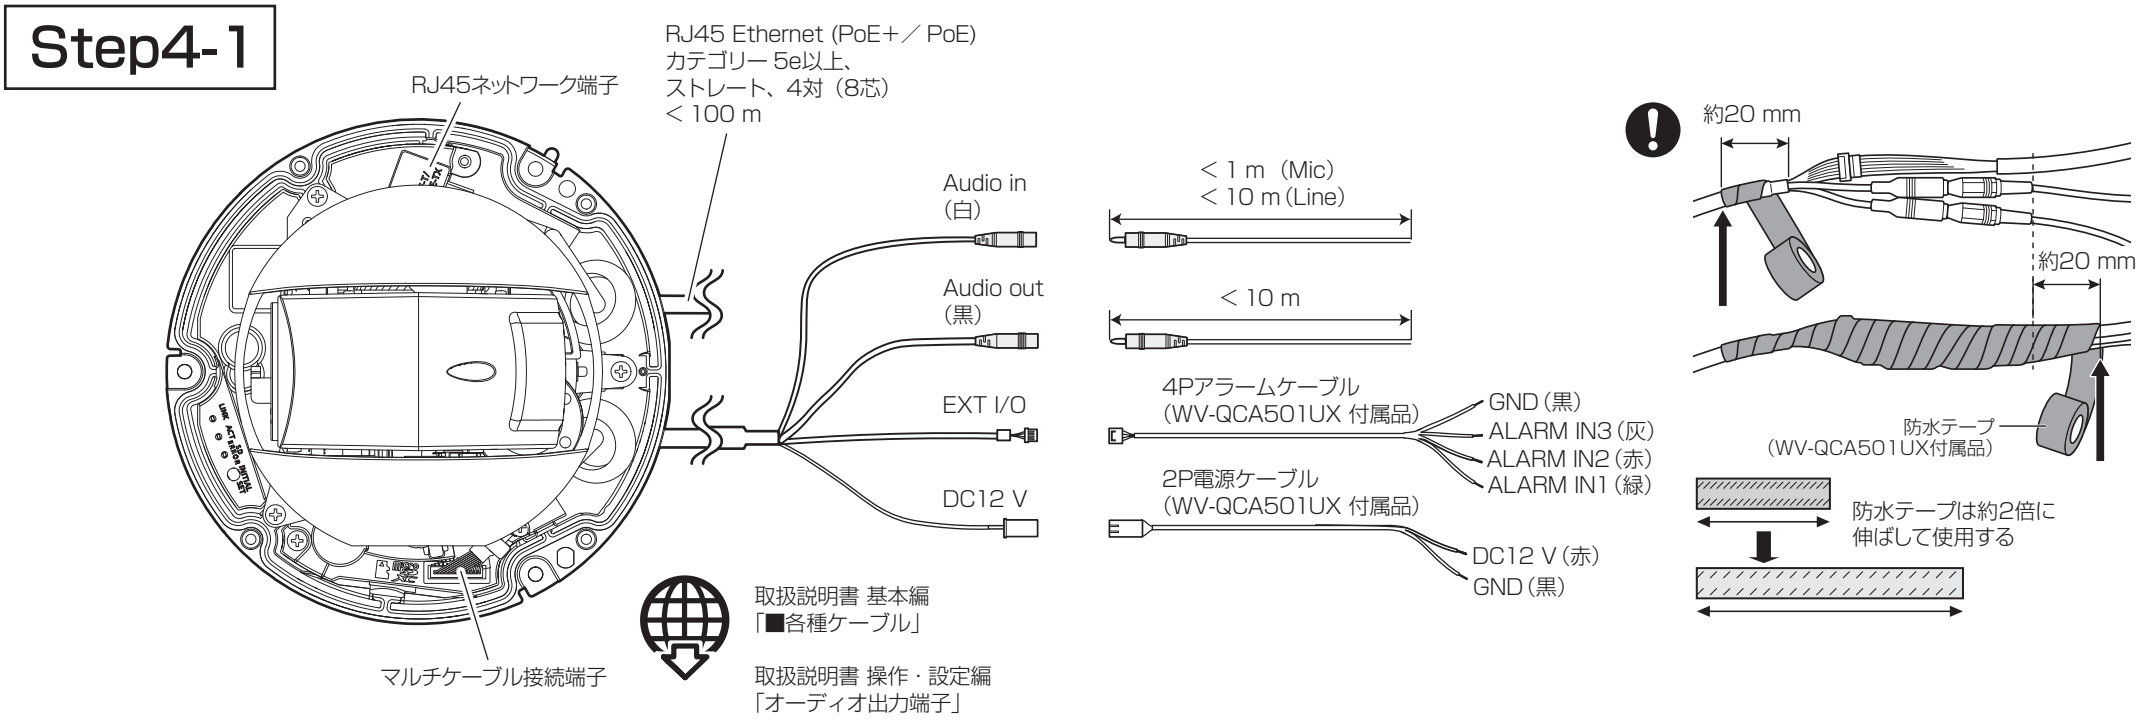 Step4-1
RJ45ネットワーク端子
RJ45 Ethernet (PoE+／ PoE)
カテゴリー 5e以上、
ストレート、4対（8芯）
< 100 m
Audio in
（白）
< 1 m（Mic）
< 10 m（Line）
Audio out
（黒）
< 10 m
EXT I/O
4Pアラームケーブル
（WV-QCA501UX 付属品）
GND（黒）
ALARM IN3（灰）
ALARM IN2（赤）
ALARM IN1（緑）
DC12 V
2P電源ケーブル
（WV-QCA501UX 付属品）
DC12 V（赤）
GND（黒）
LINK
ACT
SD
ERROR
INITIAL
SET
マルチケーブル接続端子
取扱説明書 基本編
「■各種ケーブル」
取扱説明書 操作・設定編
「オーディオ出力端子」
約20 mm
約20 mm
防水テープ
（WV-QCA501UX付属品）
防水テープは約2倍に
伸ばして使用する